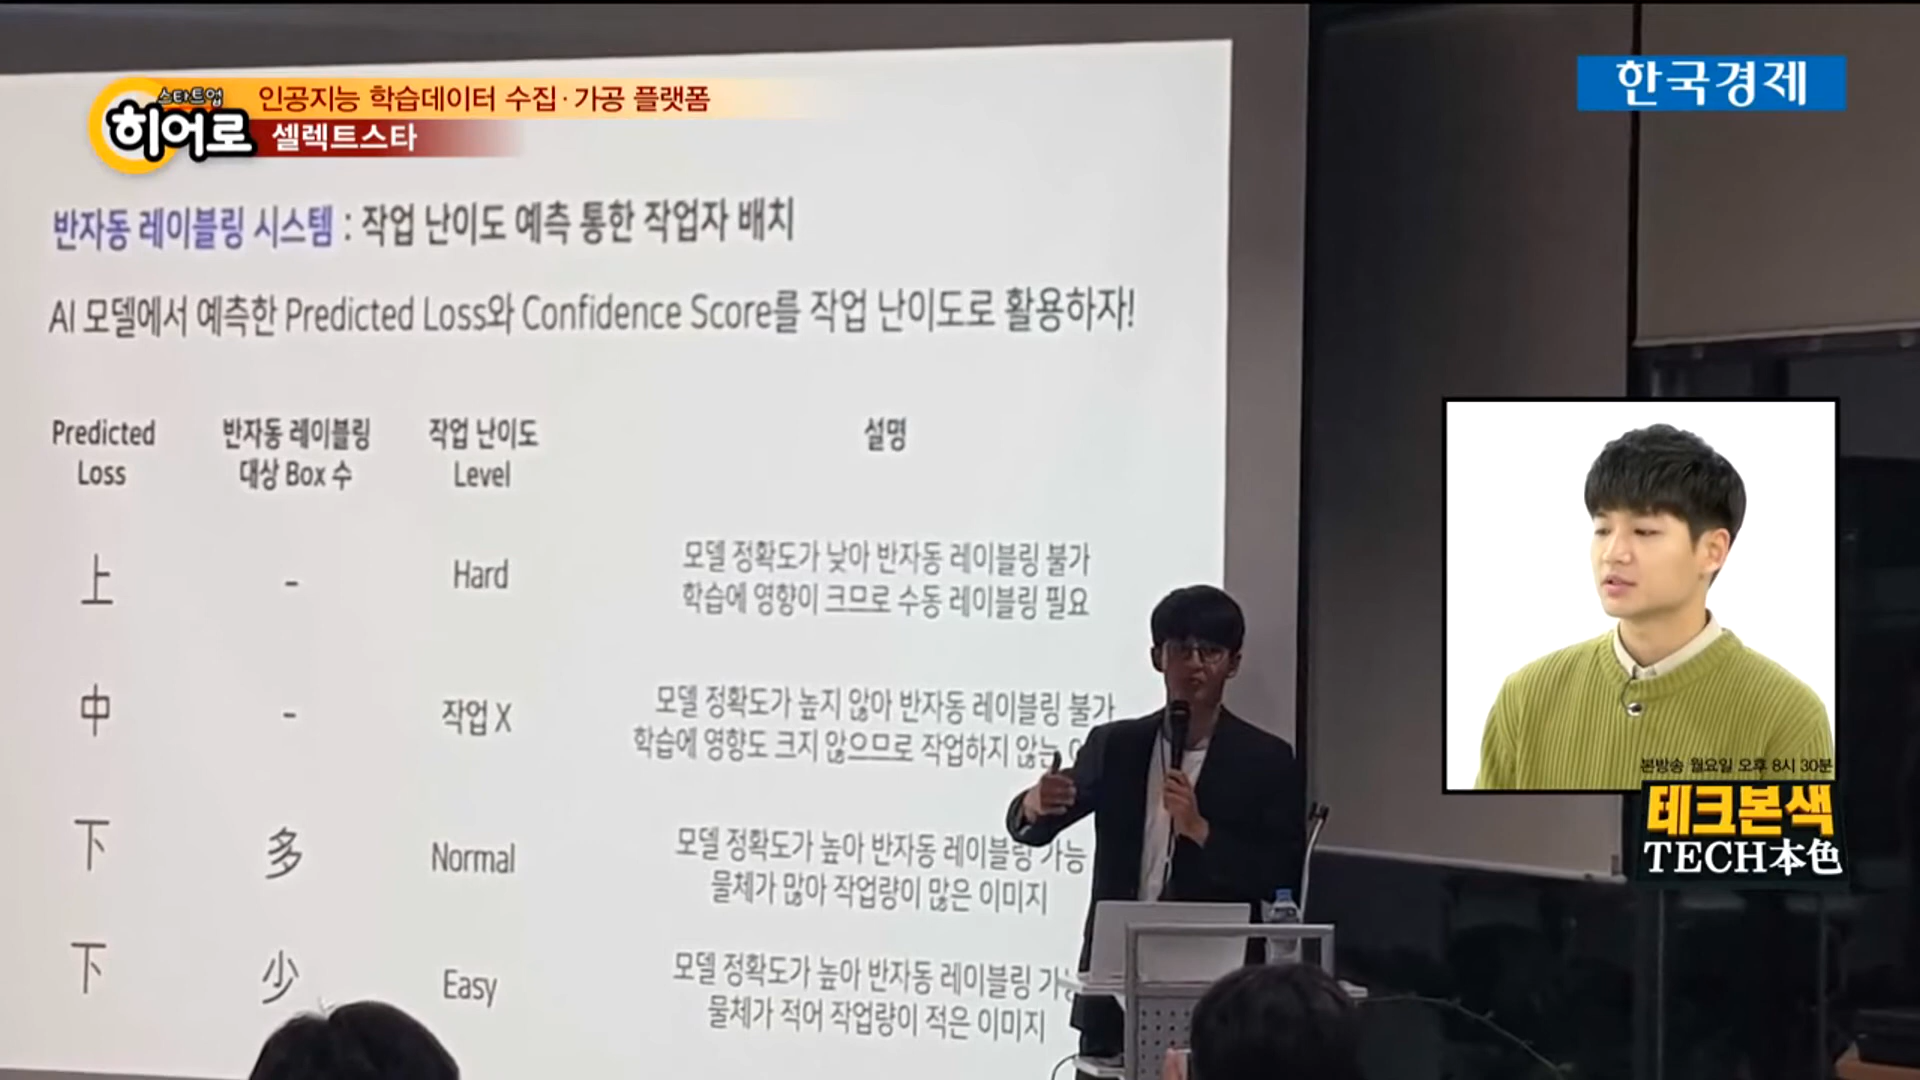 스타트업
히어로
인공지능 학습데이터 수집·가공 플랫폼
셀렉트스타
한국경제
반자동 레이블링 시스템 : 작업 난이도 예측 통한 작업자 배치
AI 모델에서 예측한 Predicted Loss와 Confidence Score를 작업 난이도로 활용하자!
Predicted Loss
반자동 레이블링 대상 Box 수
작업 난이도 Level
설명
上 - Hard
모델 정확도가 낮아 반자동 레이블링 불가
학습에 영향이 크므로 수동 레이블링 필요
中 - 작업 X
모델 정확도가 높지 않아 반자동 레이블링 불가
학습에 영향도 크지 않으므로 작업하지 않는
下 多 Normal
모델 정확도가 높아 반자동 레이블링 가능
물체가 많아 작업량이 많은 이미지
下 少 Easy
모델 정확도가 높아 반자동 레이블링
물체가 적어 작업량이 적은 이미지
본방송 월요일 오후 8시 30분
테크본색
TECH本色